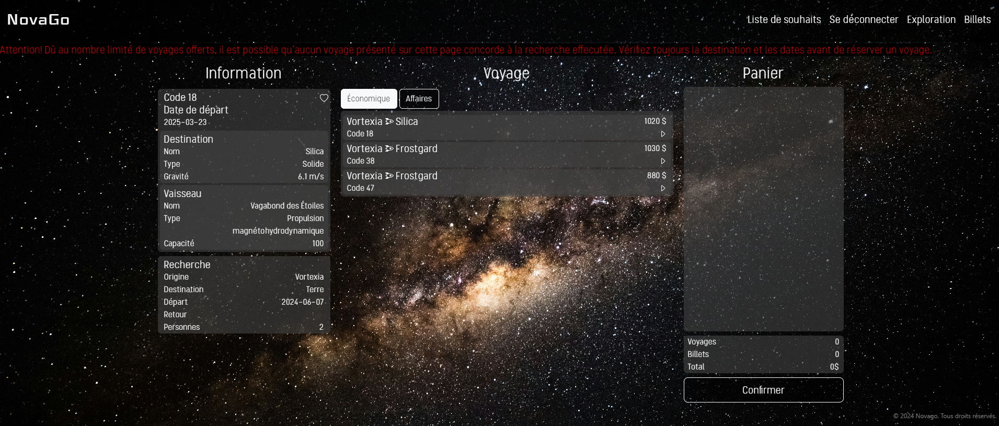 NovaGo
Liste de souhaits Se déconnecter Exploration Billets
Attention! Dû au nombre limité de voyages offerts, il est possible qu'aucun voyage présenté sur cette page concorde à la recherche effecutée. Vérifiez toujours la destination et les dates avant de réserver un voyage.
Information
Code 18
Date de départ
2025-03-23
Destination
Nom Silica
Type Solide
Gravité 6.1 m/s
Vaisseau
Nom Vagabond des Étoiles
Type Propulsion
magnétohydrodynamique
Capacité 100
Recherche
Origine Vortexia
Destination Terre
Départ 2024-06-07
Retour
Personnes 2
Voyage
Économique Affaires
Vortexia Silica 1020 $
Code 18
Vortexia Frostgard 1030 $
Code 38
Vortexia Frostgard 880 $
Code 47
Panier
Voyages 0
Billets 0
Total 0$
Confirmer
© 2024 Novago. Tous droits réservés.